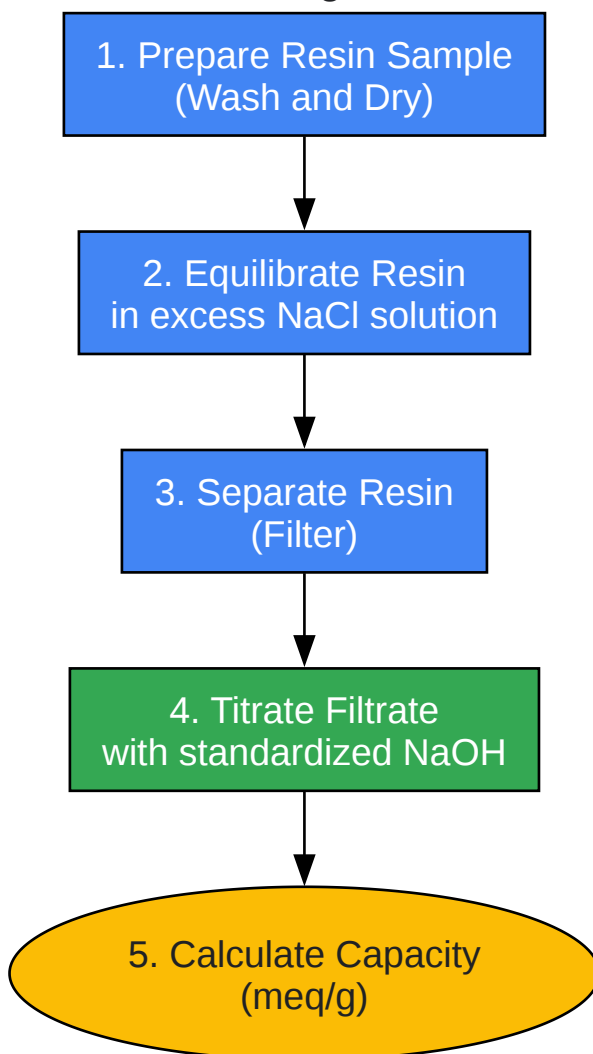 1. Prepare Resin Sample
(Wash and Dry)
2. Equilibrate Resin
in excess NaCl solution
3. Separate Resin
(Filter)
4. Titrate Filtrate
with standardized NaOH
5. Calculate Capacity
(meq/g)